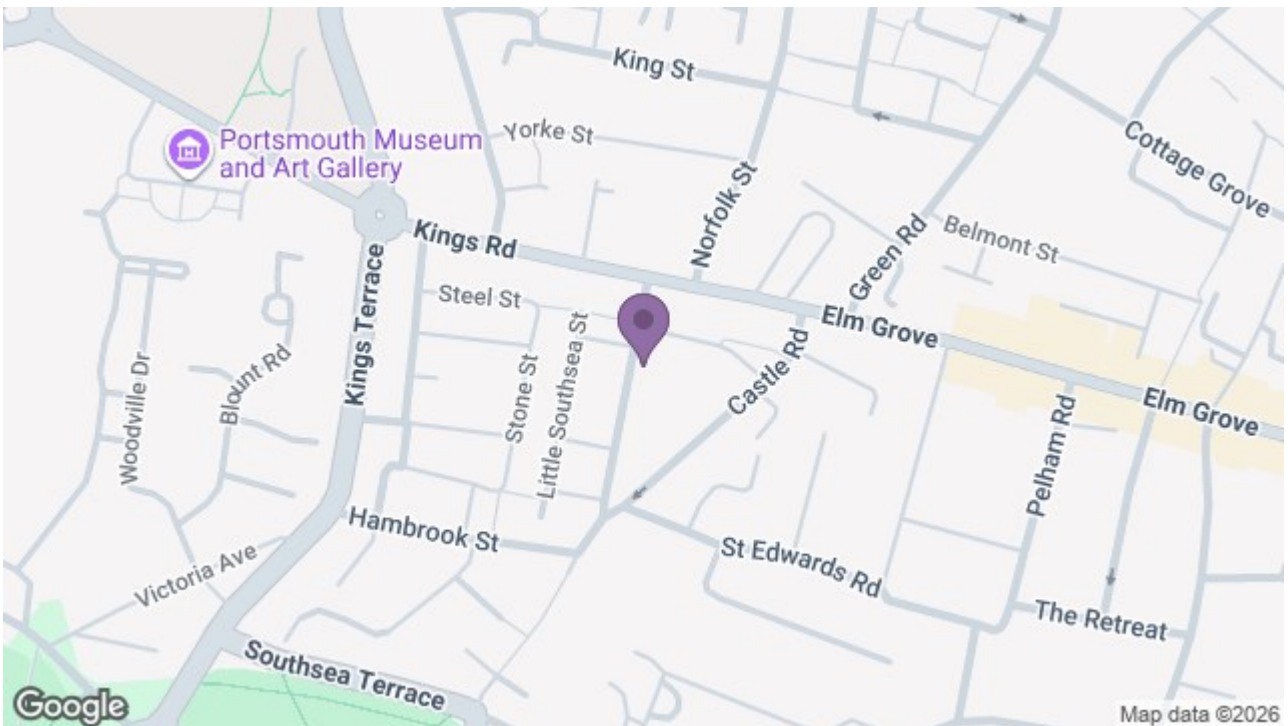 King St
Yorke St
Cottage Grove
Portsmouth Museum
and Art Gallery
Norfolk St
Green Rd
Belmont St
Kings Rd
Kings Terrace
Steel St
Little Southsea St
Elm Grove
Castle Rd
Woodville Dr
Blount Rd
Stone St
Pelham Rd
Elm Grove
Hambrook St
St Edwards Rd
Victoria Ave
The Retreat
Southsea Terrace
Google
Map data ©2026